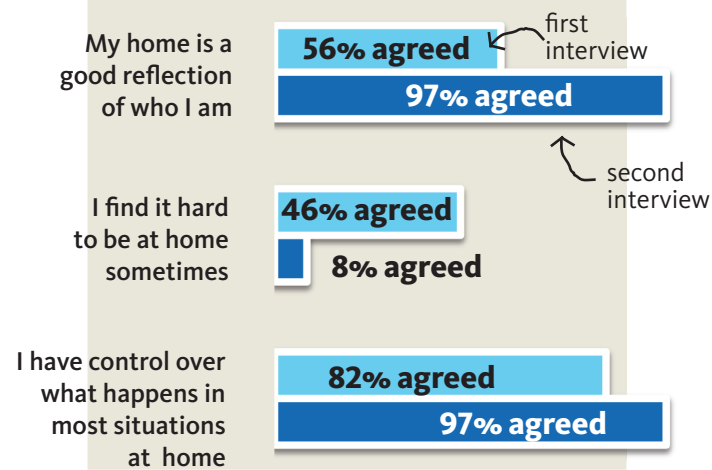 My home is a
good reflection
of who I am
56% agreed
first
interview
97% agreed
second
interview
I find it hard
to be at home
sometimes
46% agreed
8% agreed
I have control over
what happens in
most situations
at home
82% agreed
97% agreed